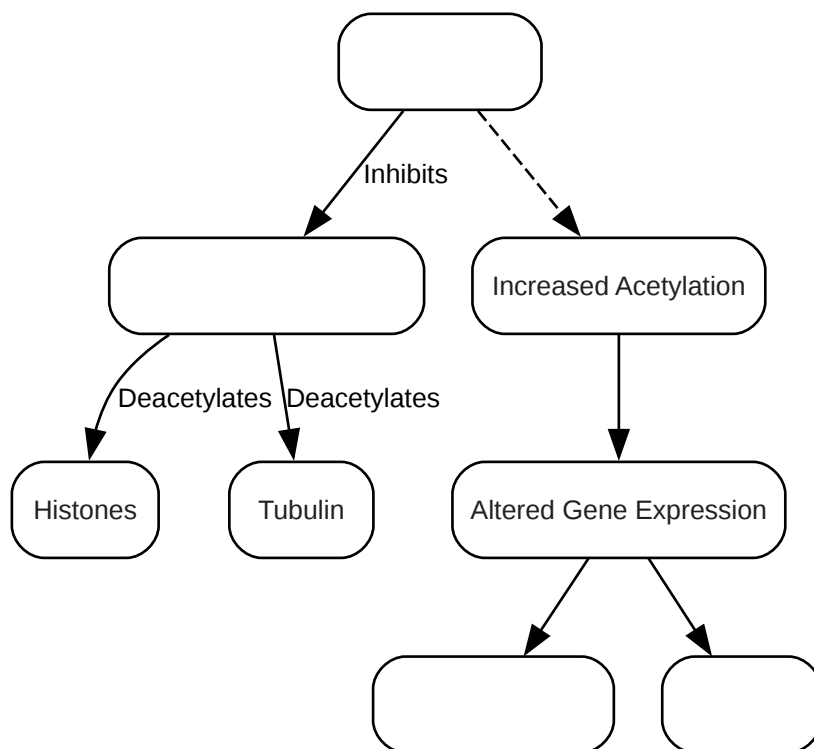 Inhibits
Increased Acetylation
Deacetylates
Deacetylates
Histones
Tubulin
Altered Gene Expression